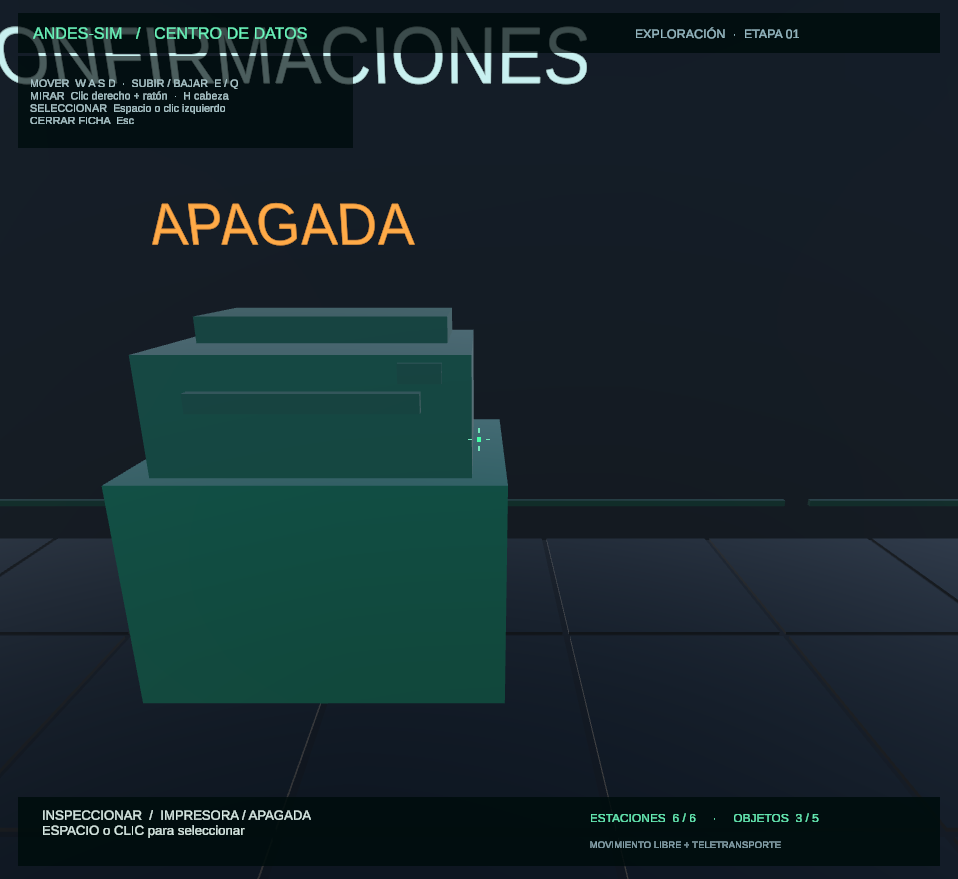 ANDES-SIM / CENTRO DE DATOS
EXPLORACIÓN · ETAPA 01
ONFIRMACIONES
MOVER W A S D · SUBIR / BAJAR E / Q
MIRAR Clic derecho + ratón · H cabeza
SELECCIONAR Espacio o clic izquierdo
CERRAR FICHA Esc
APAGADA
INSPECCIONAR / IMPRESORA / APAGADA
ESPACIO o CLIC para seleccionar
ESTACIONES 6 / 6 · OBJETOS 3 / 5
MOVIMIENTO LIBRE + TELETRANSPORTE